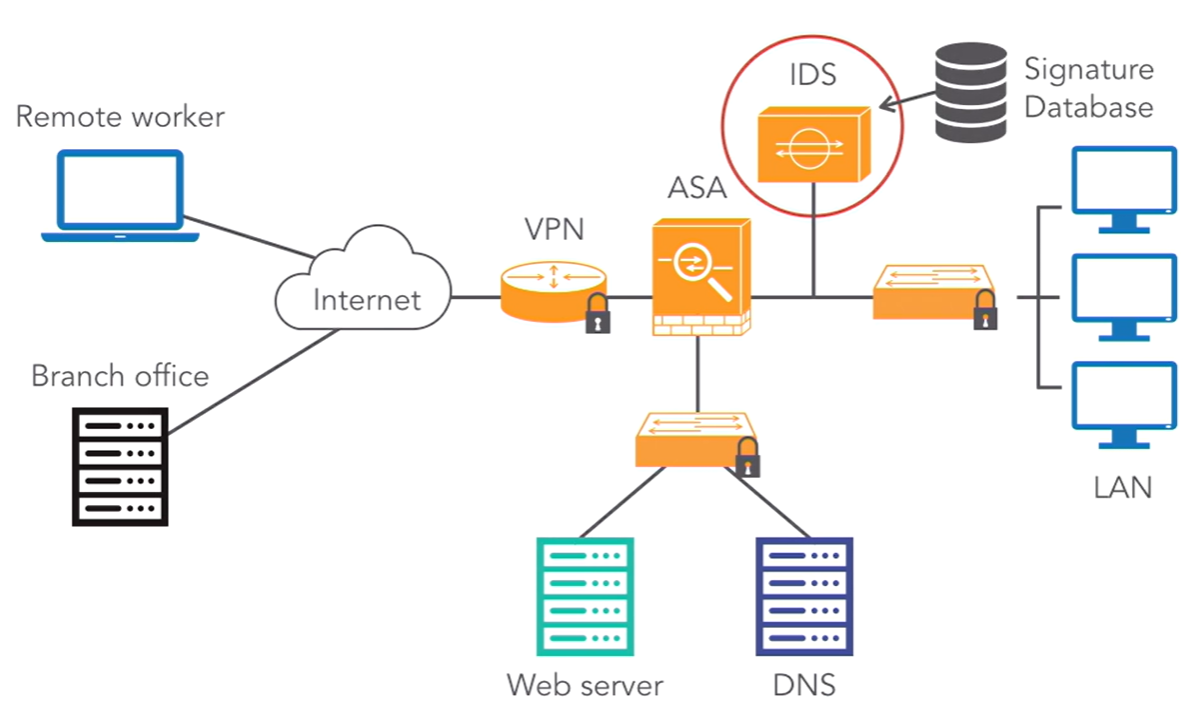 IDS
Signature
Database
Remote worker
ASA
VPN
Internet
Branch office
LAN
Web server
DNS